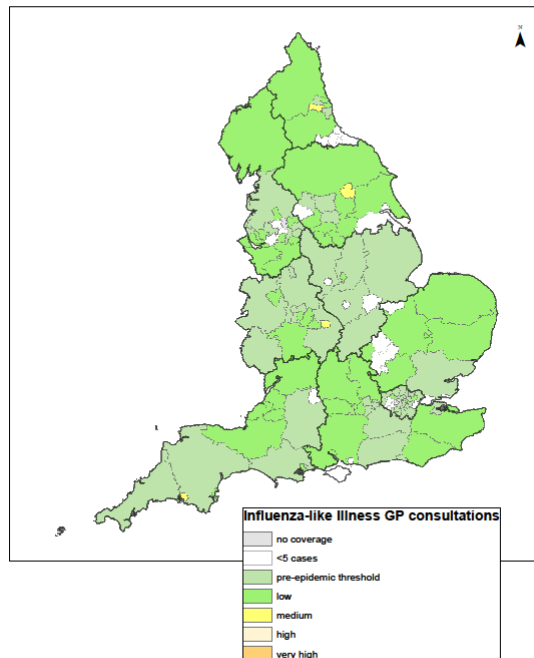 N
Influenza-like Illness GP consultations
no coverage
<5 cases
pre-epidemic threshold
low
medium
high
very high